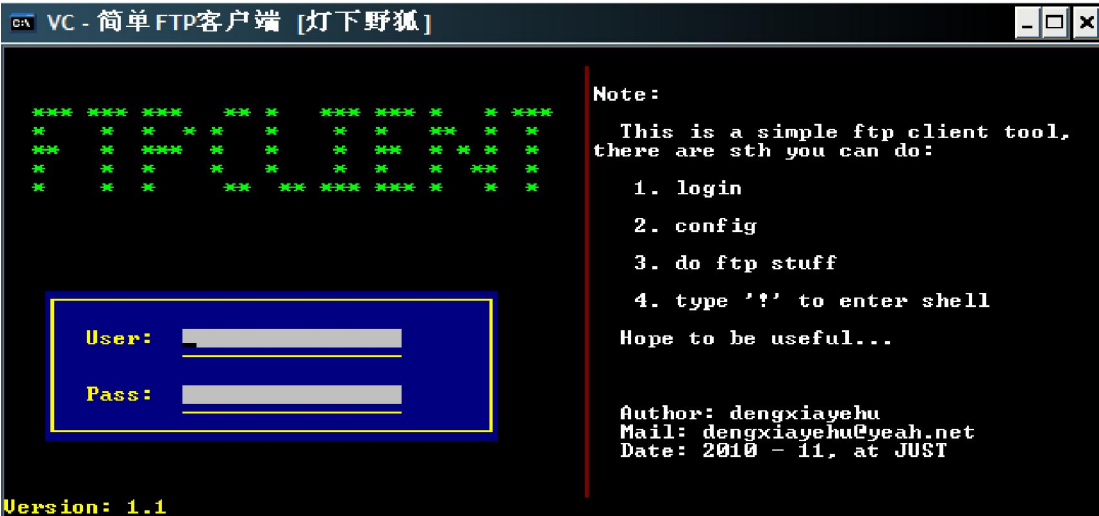 VC - 简单FTP客户端 [灯下野狐]
FTPCLIENT
User:
Pass:
Version: 1.1
Note:
This is a simple ftp client tool,
there are sth you can do:
1. login
2. config
3. do ftp stuff
4. type '!' to enter shell
Hope to be useful...
Author: dengxiayehu
Mail: dengxiayehu@yeah.net
Date: 2010 - 11, at JUST